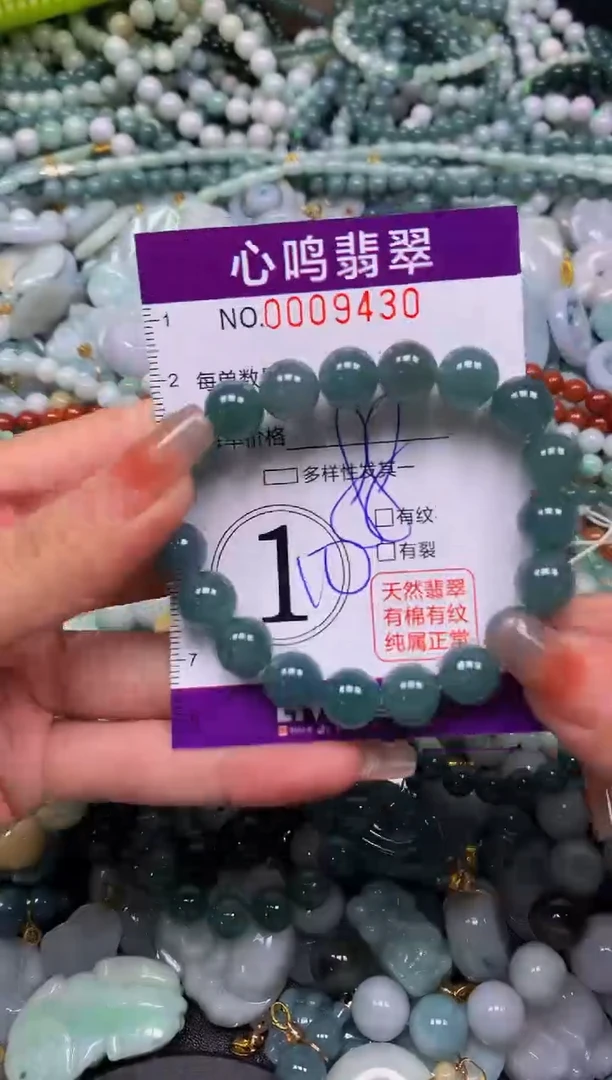 心鸣翡翠
NO.0009430
1
2 每单数
价格
多样性发其一
有纹
有裂
1
天然翡翠
有棉有纹
纯属正常
7